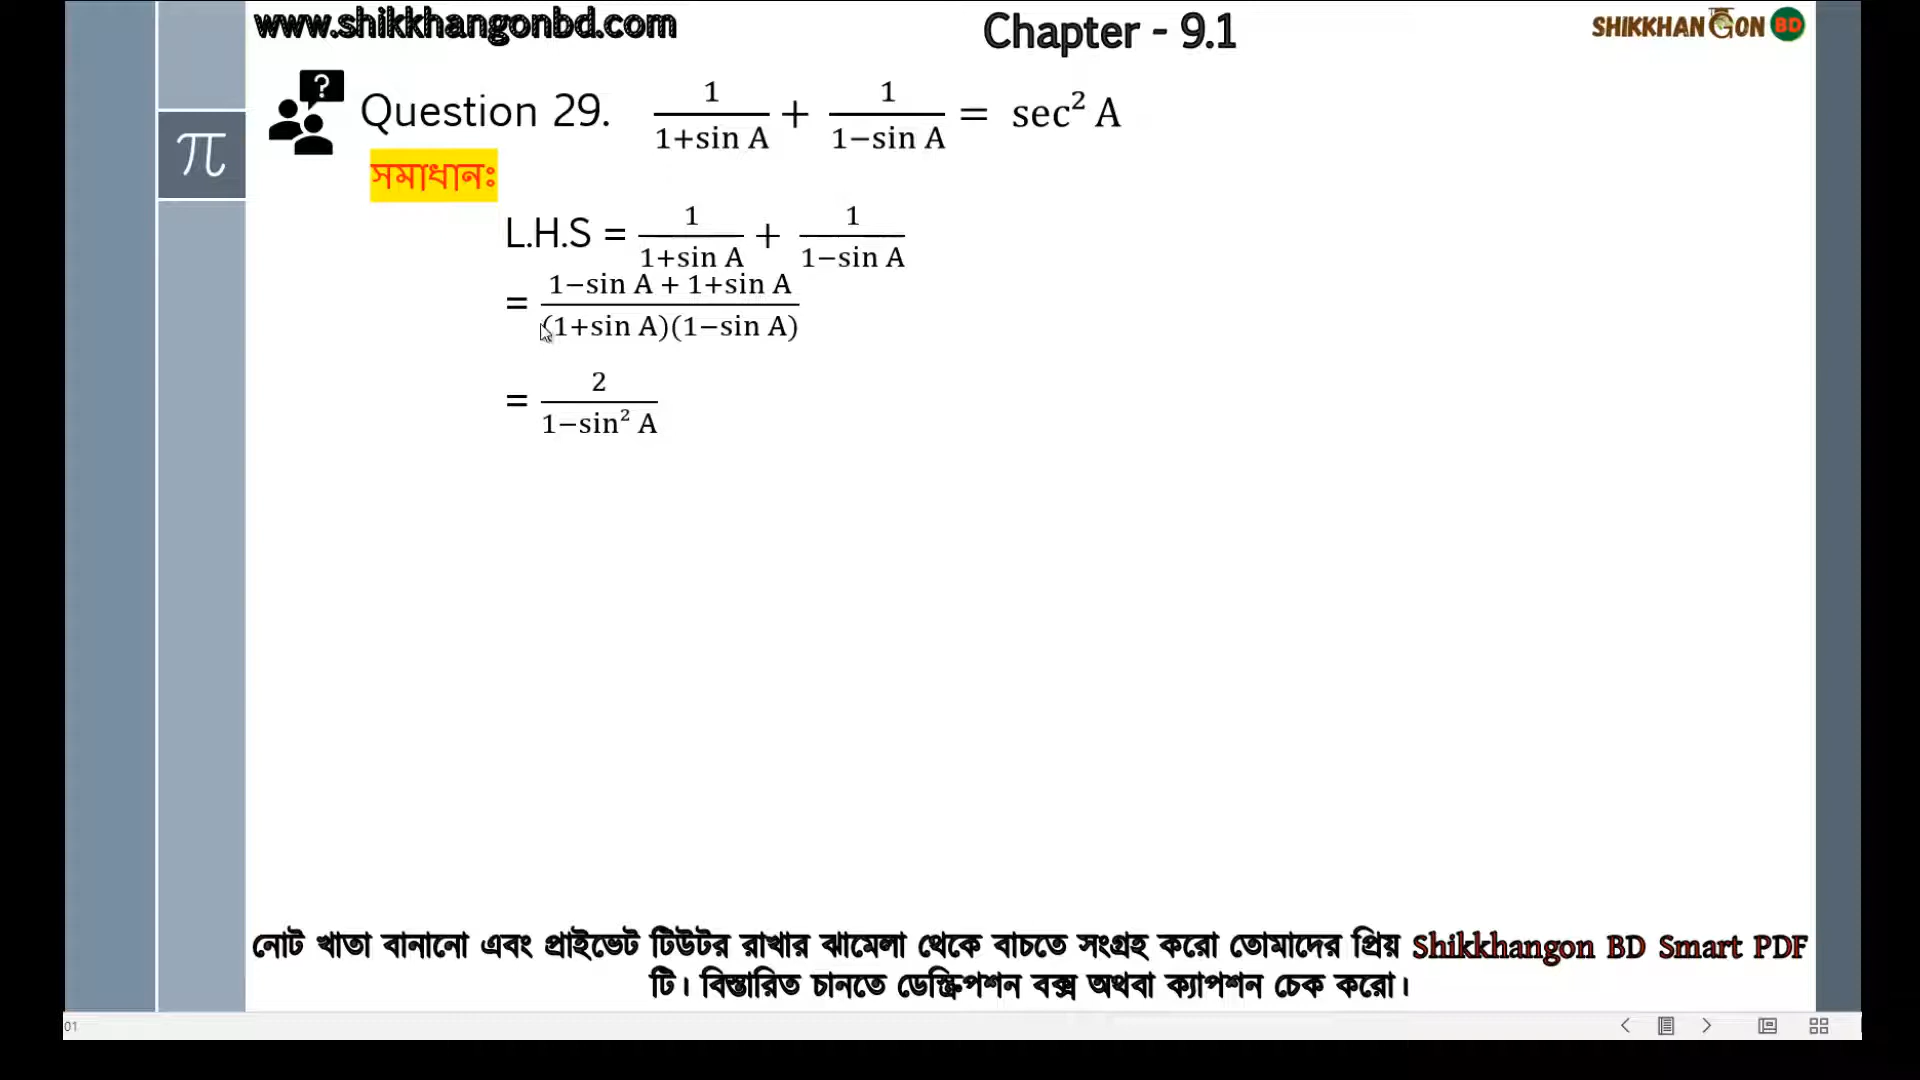 www.shikkhangonbd.com
Chapter - 9.1
SHIKKHANGON BD
?
π
Question 29. 1/(1+sin A) + 1/(1−sin A) = sec² A
সমাধানঃ
L.H.S = 1/(1+sin A) + 1/(1−sin A)
= (1−sin A + 1+sin A)/((1+sin A)(1−sin A))
= 2/(1−sin² A)
নোট খাতা বানানো এবং প্রাইভেট টিউটর রাখার ঝামেলা থেকে বাচতে সংগ্রহ করো তোমাদের প্রিয় Shikkhangon BD Smart PDF
টি। বিস্তারিত চানতে ডেস্ক্রিপশন বক্স অথবা ক্যাপশন চেক করো।
01